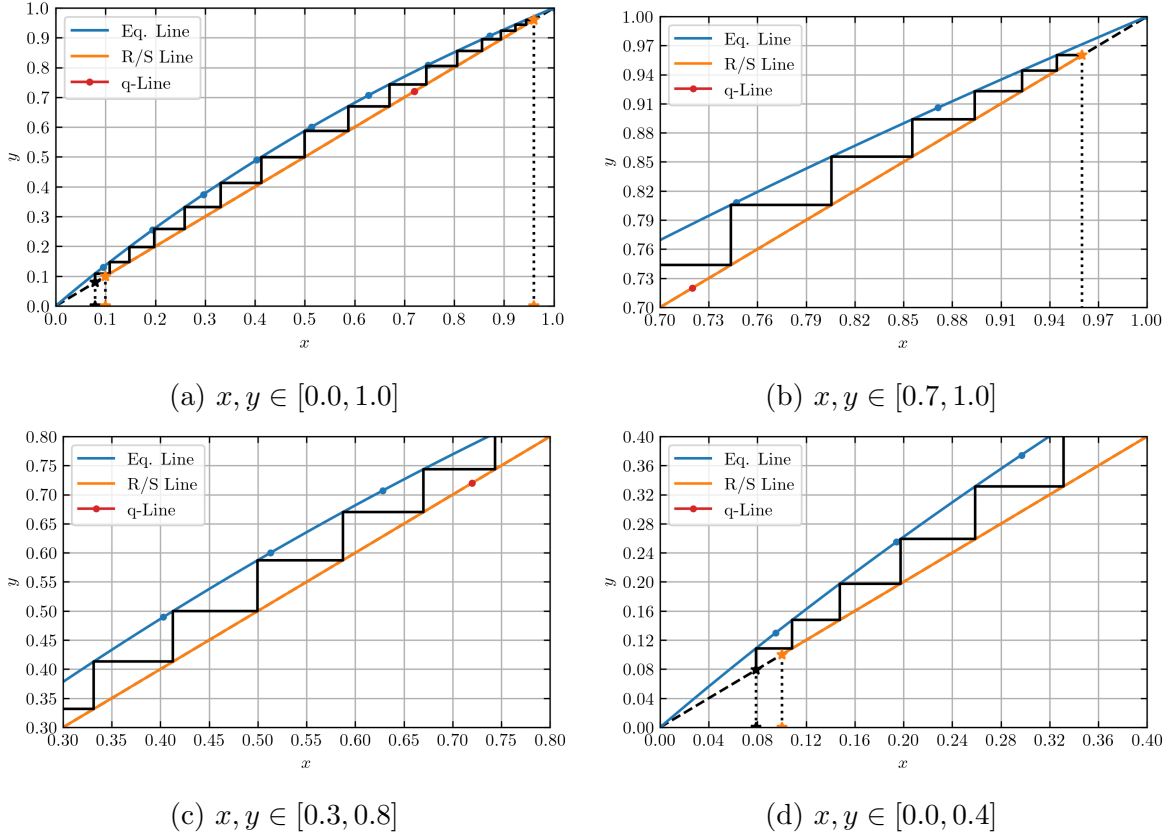 1.0
0.9
0.8
0.7
0.6
0.5
0.4
0.3
0.2
0.1
0.0
y
Eq. Line
R/S Line
q-Line
0.0 0.1 0.2 0.3 0.4 0.5 0.6 0.7 0.8 0.9 1.0
x
(a) x, y ∈ [0.0, 1.0]
1.00
0.97
0.94
0.91
0.88
0.85
0.82
0.79
0.76
0.73
0.70
y
Eq. Line
R/S Line
q-Line
0.70 0.73 0.76 0.79 0.82 0.85 0.88 0.91 0.94 0.97 1.00
x
(b) x, y ∈ [0.7, 1.0]
0.80
0.75
0.70
0.65
0.60
0.55
0.50
0.45
0.40
0.35
0.30
y
Eq. Line
R/S Line
q-Line
0.30 0.35 0.40 0.45 0.50 0.55 0.60 0.65 0.70 0.75 0.80
x
(c) x, y ∈ [0.3, 0.8]
0.40
0.36
0.32
0.28
0.24
0.20
0.16
0.12
0.08
0.04
0.00
y
Eq. Line
R/S Line
q-Line
0.00 0.04 0.08 0.12 0.16 0.20 0.24 0.28 0.32 0.36 0.40
x
(d) x, y ∈ [0.0, 0.4]